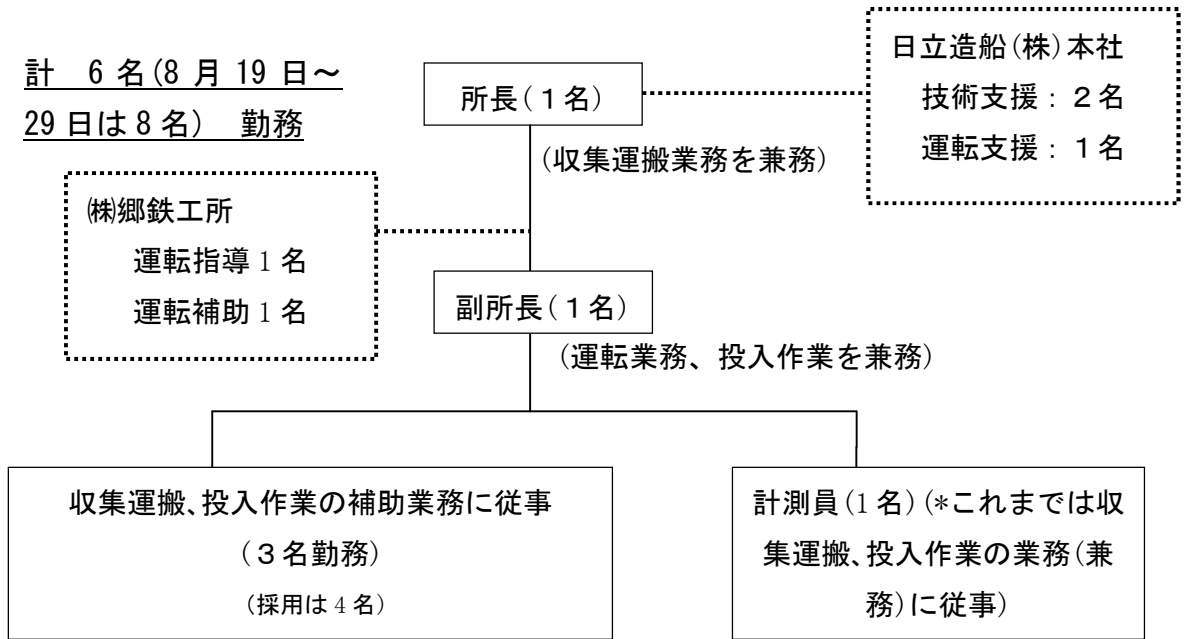 計　6 名(8 月 19 日～
29 日は 8 名)　勤務
所長(１名)
日立造船(株)本社
技術支援：２名
運転支援：１名
(収集運搬業務を兼務)
㈱郷鉄工所
運転指導 1 名
運転補助 1 名
副所長(１名)
(運転業務、投入作業を兼務)
収集運搬、投入作業の補助業務に従事
(３名勤務)
(採用は 4 名)
計測員(1 名)(*これまでは収
集運搬、投入作業の業務(兼
務)に従事)